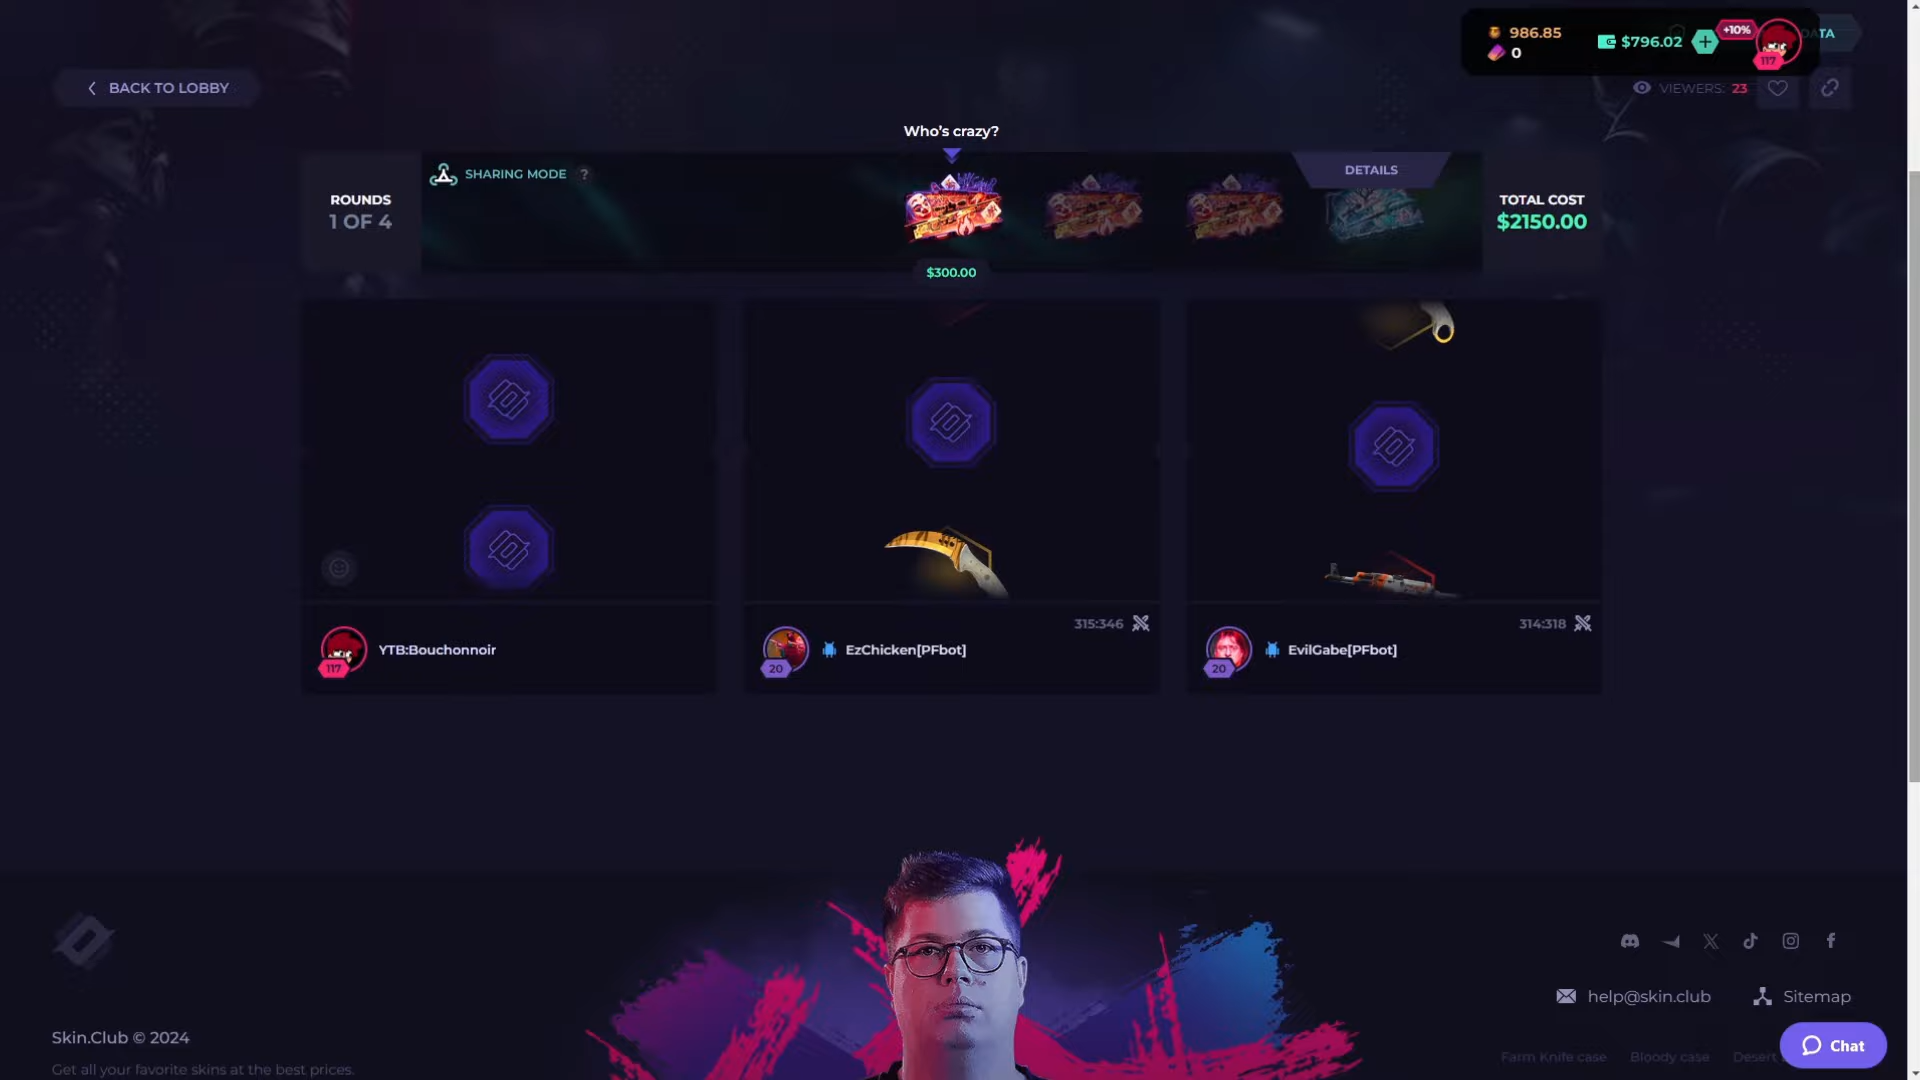 986.85
0
$796.02
+10%
DATA
117
BACK TO LOBBY
VIEWERS: 23
Who's crazy?
SHARING MODE ?
DETAILS
ROUNDS
1 OF 4
TOTAL COST
$2150.00
$300.00
315:346
314:318
117
YTB:Bouchonnoir
20
EzChicken[PFbot]
20
EvilGabe[PFbot]
help@skin.club
Sitemap
Skin.Club © 2024
Chat
Farm Knife case
Bloody case
Desert
Get all your favorite skins at the best prices.